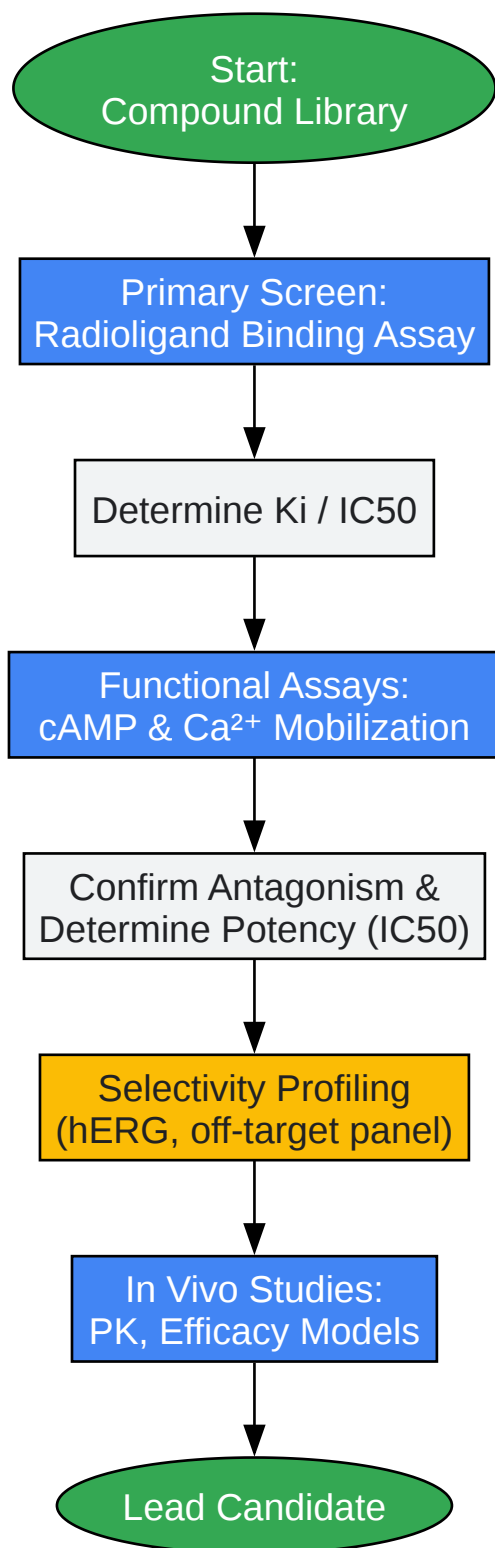 Start:
Compound Library
Primary Screen:
Radioligand Binding Assay
Determine Ki / IC50
Functional Assays:
cAMP & Ca²⁺ Mobilization
Confirm Antagonism &
Determine Potency (IC50)
Selectivity Profiling
(hERG, off-target panel)
In Vivo Studies:
PK, Efficacy Models
Lead Candidate